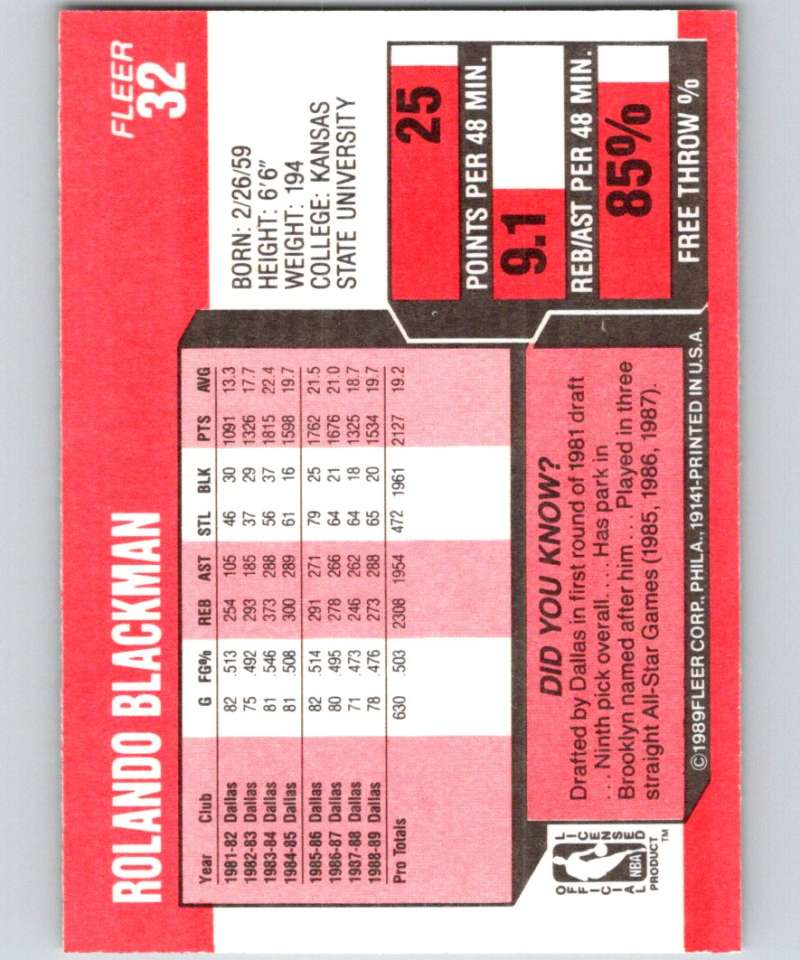 FLEER
32
ROLANDO BLACKMAN
BORN: 2/26/59
HEIGHT: 6'6"
WEIGHT: 194
COLLEGE: KANSAS
STATE UNIVERSITY
Year Club G FG% REB AST STL BLK PTS AVG
1981-82 Dallas 82 .513 254 105 46 30 1091 13.3
1982-83 Dallas 75 .492 293 185 37 29 1326 17.7
1983-84 Dallas 81 .546 373 288 56 37 1815 22.4
1984-85 Dallas 81 .508 300 289 61 16 1598 19.7
1985-86 Dallas 82 .514 291 271 79 25 1762 21.5
1986-87 Dallas 80 .495 278 266 64 21 1676 21.0
1987-88 Dallas 71 .473 246 262 64 18 1325 18.7
1988-89 Dallas 78 .476 273 288 65 20 1534 19.7
Pro Totals 630 .503 2308 1954 472 1961 2127 19.2
25
POINTS PER 48 MIN.
9.1
REB/AST PER 48 MIN.
85%
FREE THROW %
DID YOU KNOW?
Drafted by Dallas in first round of 1981 draft
... Ninth pick overall.... Has park in
Brooklyn named after him.... Played in three
straight All-Star Games (1985, 1986, 1987).
OFFICIAL LICENSED
NBA
PRODUCT™
©1989FLEER CORP., PHILA., 19141-PRINTED IN U.S.A.